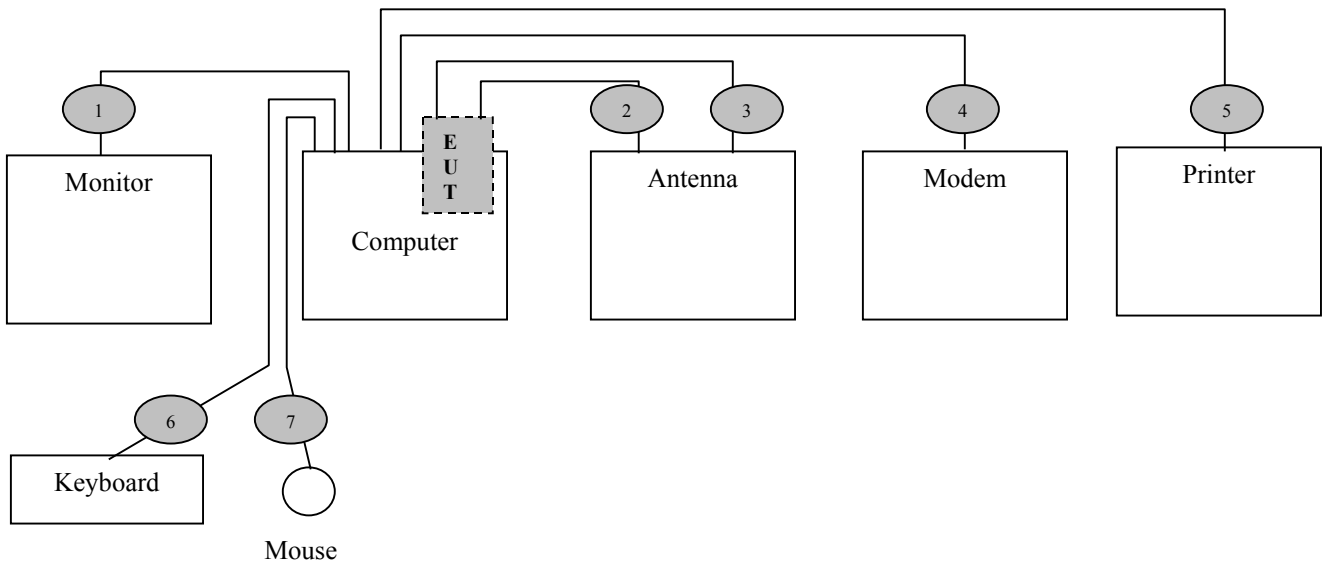 1
2
3
4
5
E
U
T
Monitor
Computer
Antenna
Modem
Printer
6
7
Keyboard
Mouse